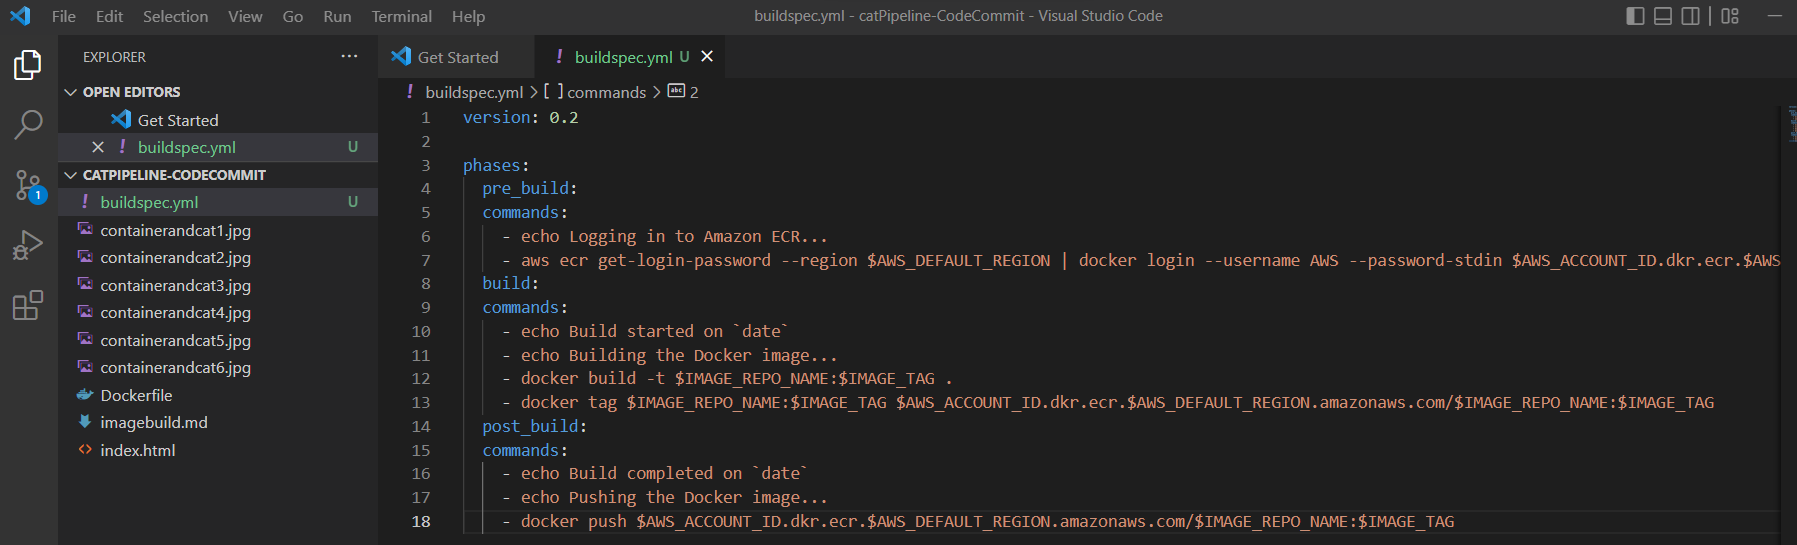 File Edit Selection View Go Run Terminal Help
buildspec.yml - catPipeline-CodeCommit - Visual Studio Code
EXPLORER ...
OPEN EDITORS
Get Started
buildspec.yml U
CATPIPELINE-CODECOMMIT
buildspec.yml U
containerandcat1.jpg
containerandcat2.jpg
containerandcat3.jpg
containerandcat4.jpg
containerandcat5.jpg
containerandcat6.jpg
Dockerfile
imagebuild.md
index.html
1
Get Started
! buildspec.yml U
! buildspec.yml > [ ] commands > abc 2
1 version: 0.2
2
3 phases:
4   pre_build:
5   commands:
6     - echo Logging in to Amazon ECR...
7     - aws ecr get-login-password --region $AWS_DEFAULT_REGION | docker login --username AWS --password-stdin $AWS_ACCOUNT_ID.dkr.ecr.$AWS
8   build:
9   commands:
10     - echo Build started on `date`
11     - echo Building the Docker image...
12     - docker build -t $IMAGE_REPO_NAME:$IMAGE_TAG .
13     - docker tag $IMAGE_REPO_NAME:$IMAGE_TAG $AWS_ACCOUNT_ID.dkr.ecr.$AWS_DEFAULT_REGION.amazonaws.com/$IMAGE_REPO_NAME:$IMAGE_TAG
14   post_build:
15   commands:
16     - echo Build completed on `date`
17     - echo Pushing the Docker image...
18     - docker push $AWS_ACCOUNT_ID.dkr.ecr.$AWS_DEFAULT_REGION.amazonaws.com/$IMAGE_REPO_NAME:$IMAGE_TAG